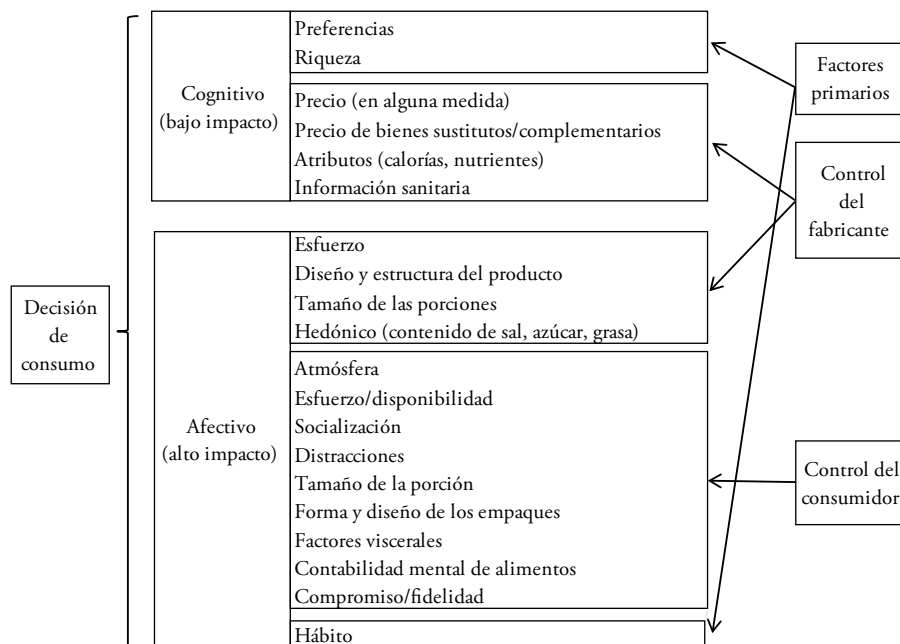 Decisión
de
consumo
Cognitivo
(bajo impacto)
Preferencias
Riqueza
Precio (en alguna medida)
Precio de bienes sustitutos/complementarios
Atributos (calorías, nutrientes)
Información sanitaria
Afectivo
(alto impacto)
Esfuerzo
Diseño y estructura del producto
Tamaño de las porciones
Hedónico (contenido de sal, azúcar, grasa)
Atmósfera
Esfuerzo/disponibilidad
Socialización
Distracciones
Tamaño de la porción
Forma y diseño de los empaques
Factores viscerales
Contabilidad mental de alimentos
Compromiso/fidelidad
Hábito
Factores
primarios
Control
del
fabricante
Control del
consumidor